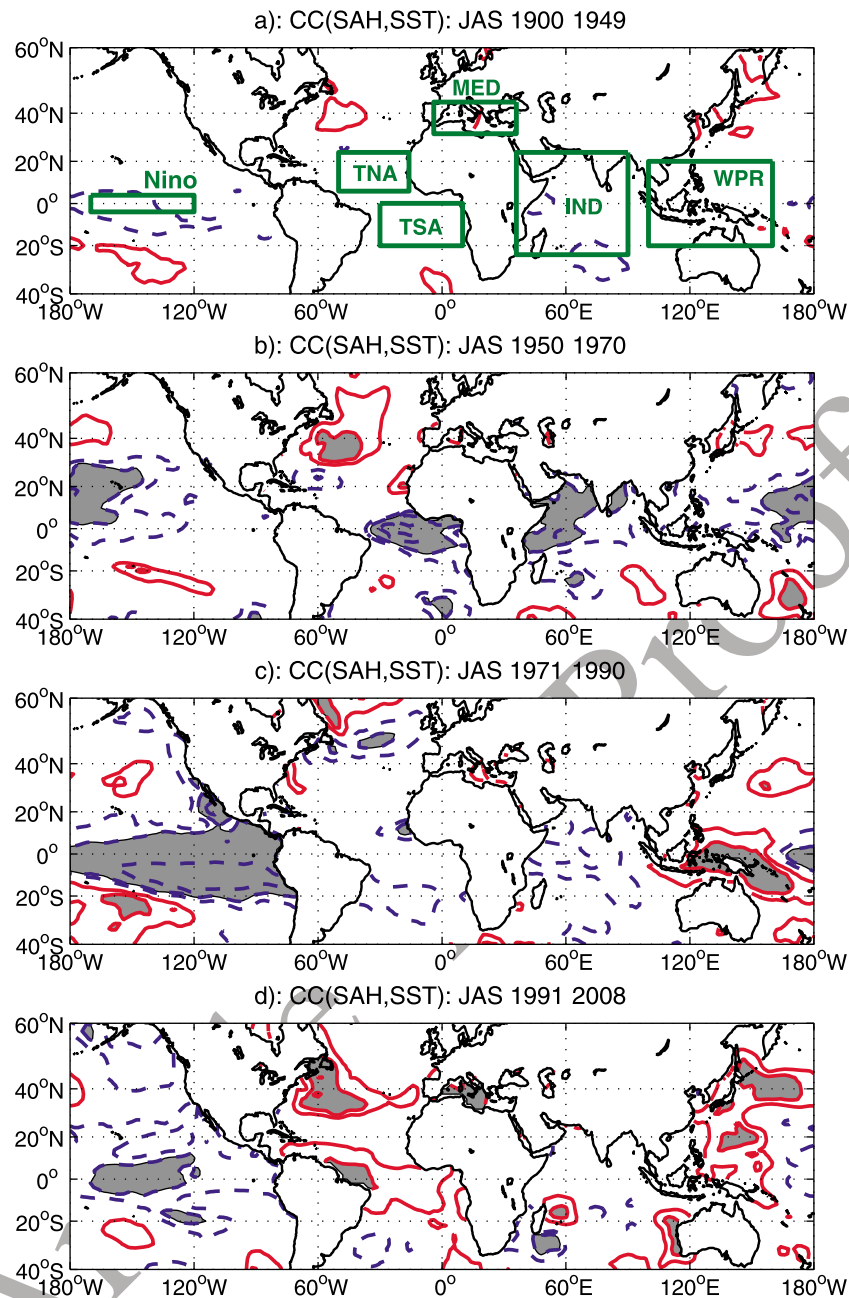 a): CC(SAH,SST): JAS 1900 1949
60°N
40°N
20°N
0°
20°S
40°S
MED
TNA
Nino
TSA
IND
WPR
180°W 120°W 60°W 0° 60°E 120°E 180°W
b): CC(SAH,SST): JAS 1950 1970
60°N
40°N
20°N
0°
20°S
40°S
180°W 120°W 60°W 0° 60°E 120°E 180°W
c): CC(SAH,SST): JAS 1971 1990
60°N
40°N
20°N
0°
20°S
40°S
180°W 120°W 60°W 0° 60°E 120°E 180°W
d): CC(SAH,SST): JAS 1991 2008
60°N
40°N
20°N
0°
20°S
40°S
180°W 120°W 60°W 0° 60°E 120°E 180°W
Proof